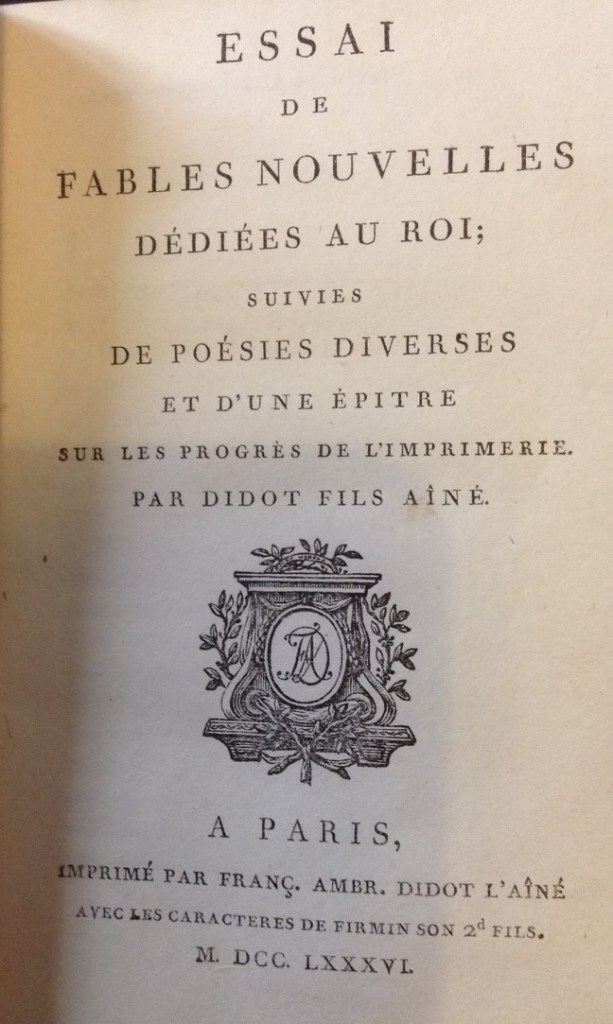 ESSAI
DE
FABLES NOUVELLES
DÉDIÉES AU ROI;
SUIVIES
DE POÉSIES DIVERSES
ET D'UNE ÉPITRE
SUR LES PROGRÈS DE L'IMPRIMERIE.
PAR DIDOT FILS AÎNÉ.
A PARIS,
IMPRIMÉ PAR FRANÇ. AMBR. DIDOT L'AÎNÉ
AVEC LES CARACTERES DE FIRMIN SON 2d FILS.
M. DCC. LXXXVI.